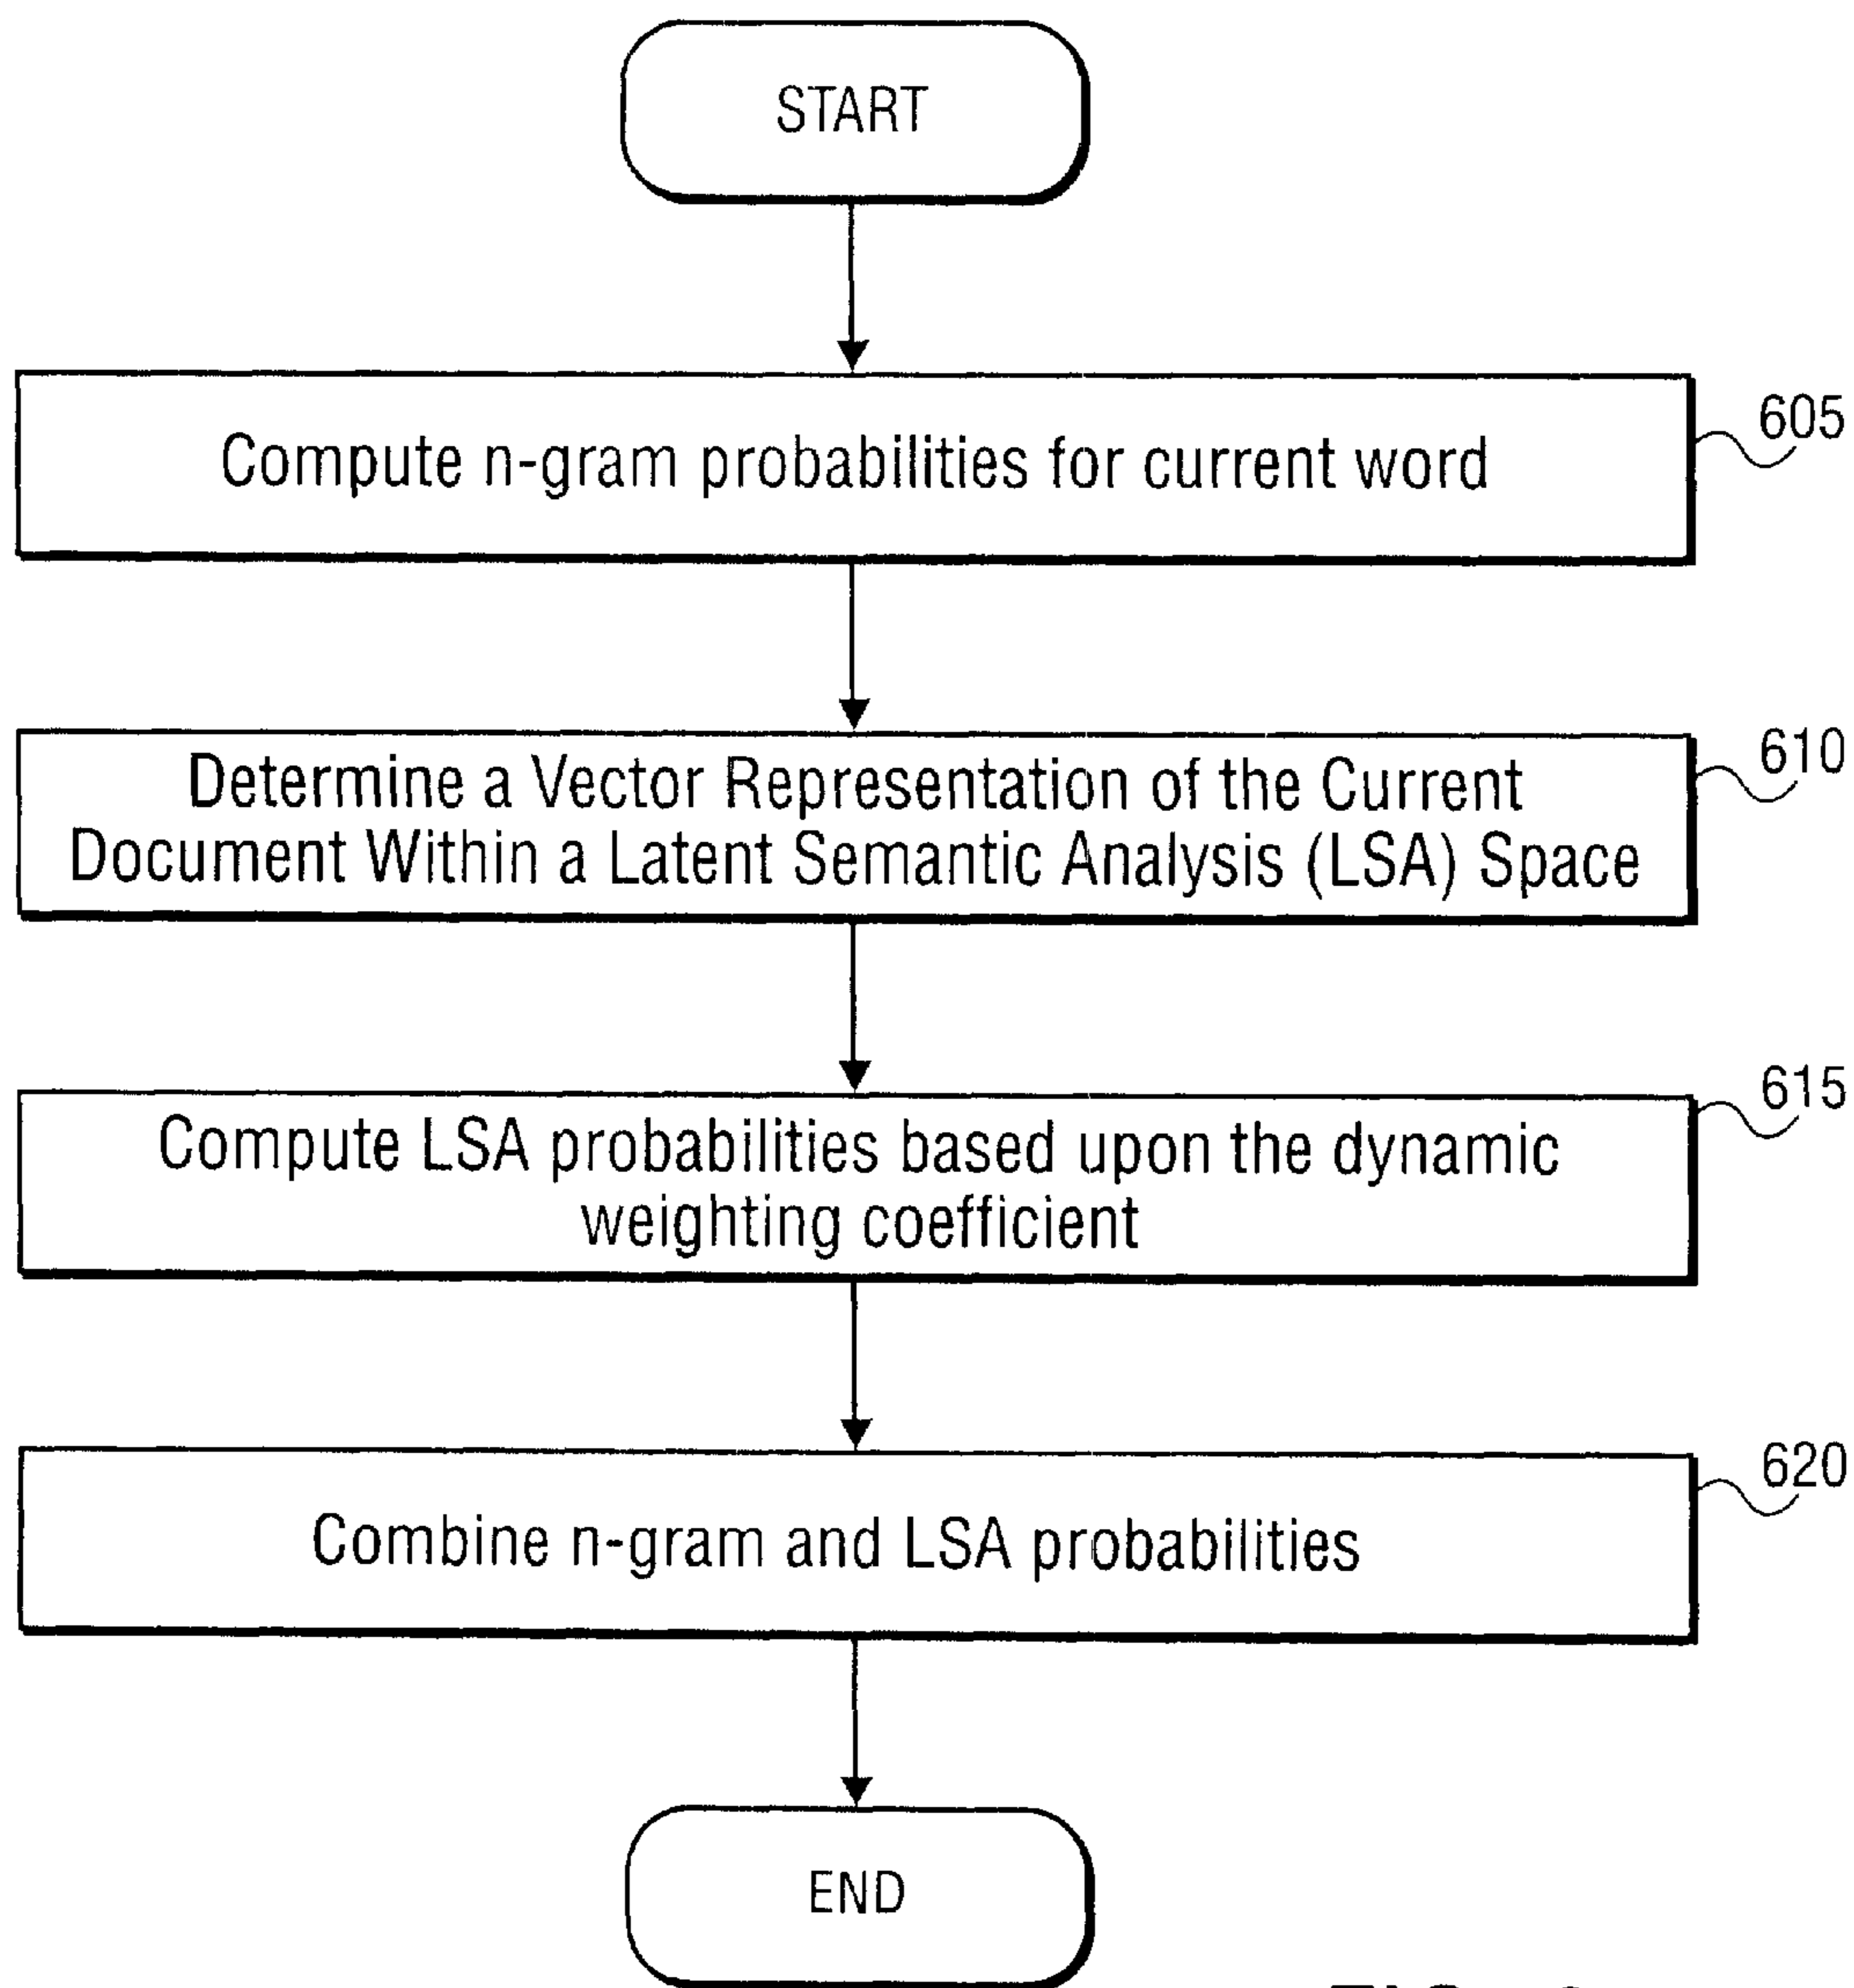 START
Compute n-gram probabilities for current word
605
Determine a Vector Representation of the Current
Document Within a Latent Semantic Analysis (LSA) Space
610
Compute LSA probabilities based upon the dynamic
weighting coefficient
615
Combine n-gram and LSA probabilities
620
END